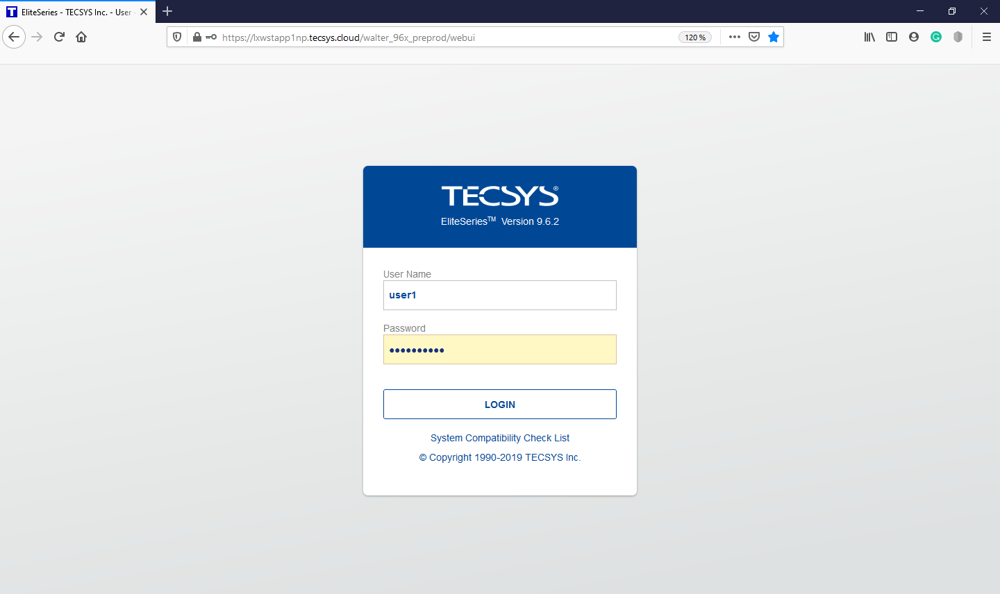 EliteSeries - TECSYS Inc. - User
https://lxwstapp1np.tecsys.cloud/walter_96x_preprod/webui
120%
TECSYS®
EliteSeries™ Version 9.6.2
User Name
user1
Password
LOGIN
System Compatibility Check List
© Copyright 1990-2019 TECSYS Inc.